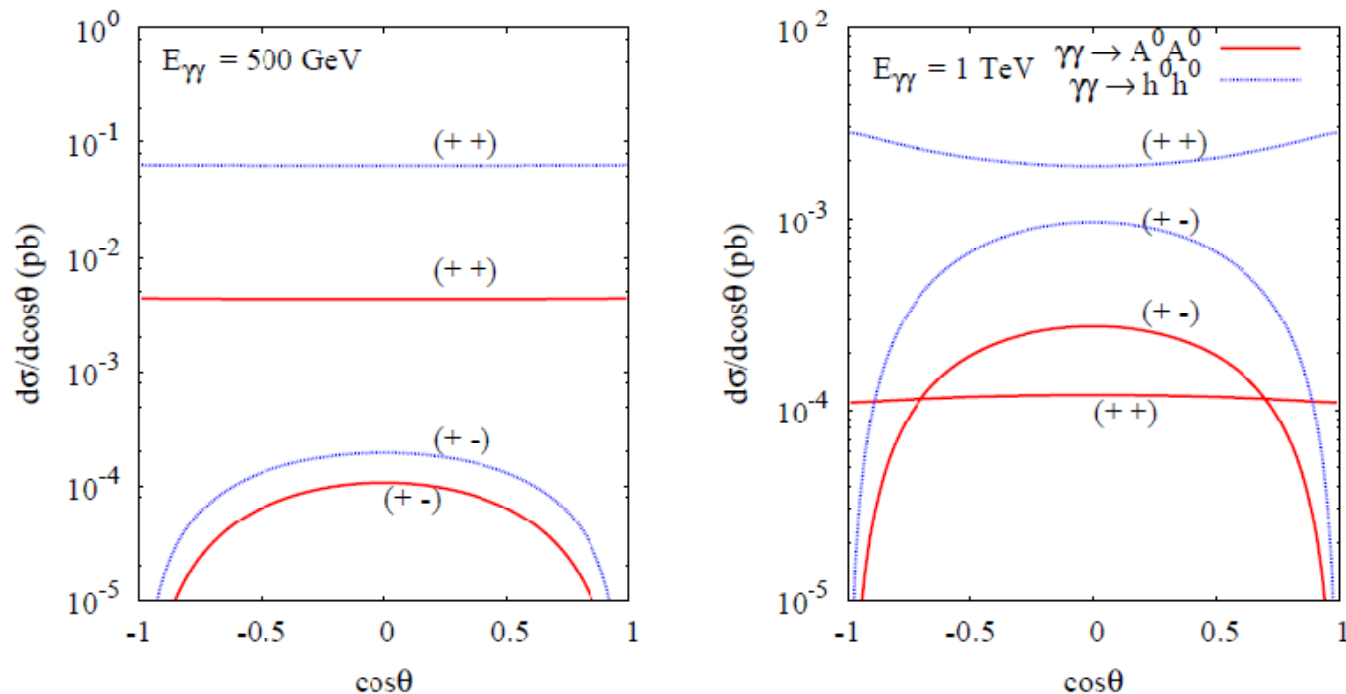 10^0
10^-1
10^-2
10^-3
10^-4
10^-5
dσ/dcosθ (pb)
E_γγ = 500 GeV
(+ +)
(+ +)
(+ -)
(+ -)
-1 -0.5 0 0.5 1
cosθ
10^-2
10^-3
10^-4
10^-5
dσ/dcosθ (pb)
E_γγ = 1 TeV
γγ → A^0A^0
γγ → h^0h^0
(+ +)
(+ -)
(+ -)
(+ +)
-1 -0.5 0 0.5 1
cosθ